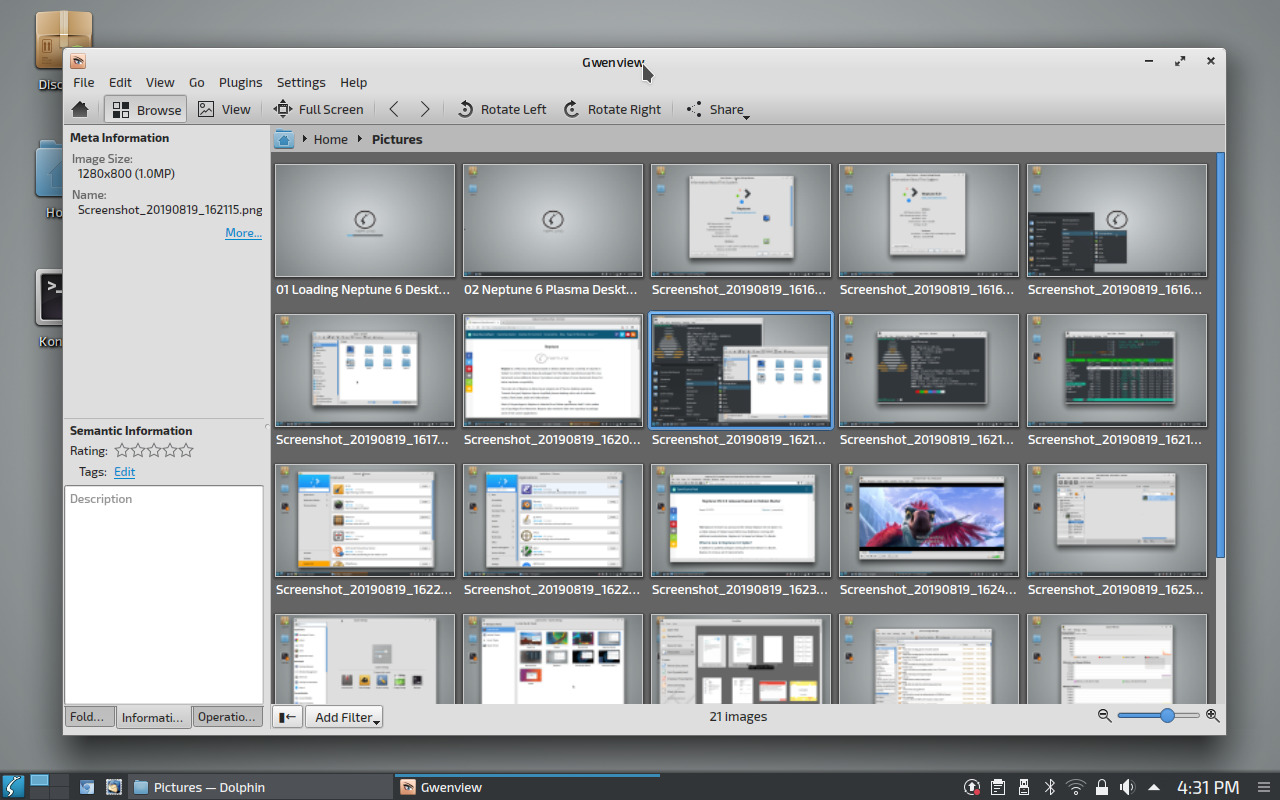 Disc
Ho
Kon
Gwenview
File Edit View Go Plugins Settings Help
Browse View Full Screen Rotate Left Rotate Right Share
Meta Information
Image Size:
1280x800 (1.0MP)
Name:
Screenshot_20190819_162115.png
More...
Home Pictures
01 Loading Neptune 6 Deskt... 02 Neptune 6 Plasma Deskt... Screenshot_20190819_1616... Screenshot_20190819_1616... Screenshot_20190819_1616...
Screenshot_20190819_1617... Screenshot_20190819_1620... Screenshot_20190819_1621... Screenshot_20190819_1621... Screenshot_20190819_1621...
Semantic Information
Rating:
Tags: Edit
Description
Screenshot_20190819_1622... Screenshot_20190819_1622... Screenshot_20190819_1623... Screenshot_20190819_1624... Screenshot_20190819_1625...
Fold... Informati... Operatio...
Add Filter
21 images
Pictures — Dolphin
Gwenview
4:31 PM